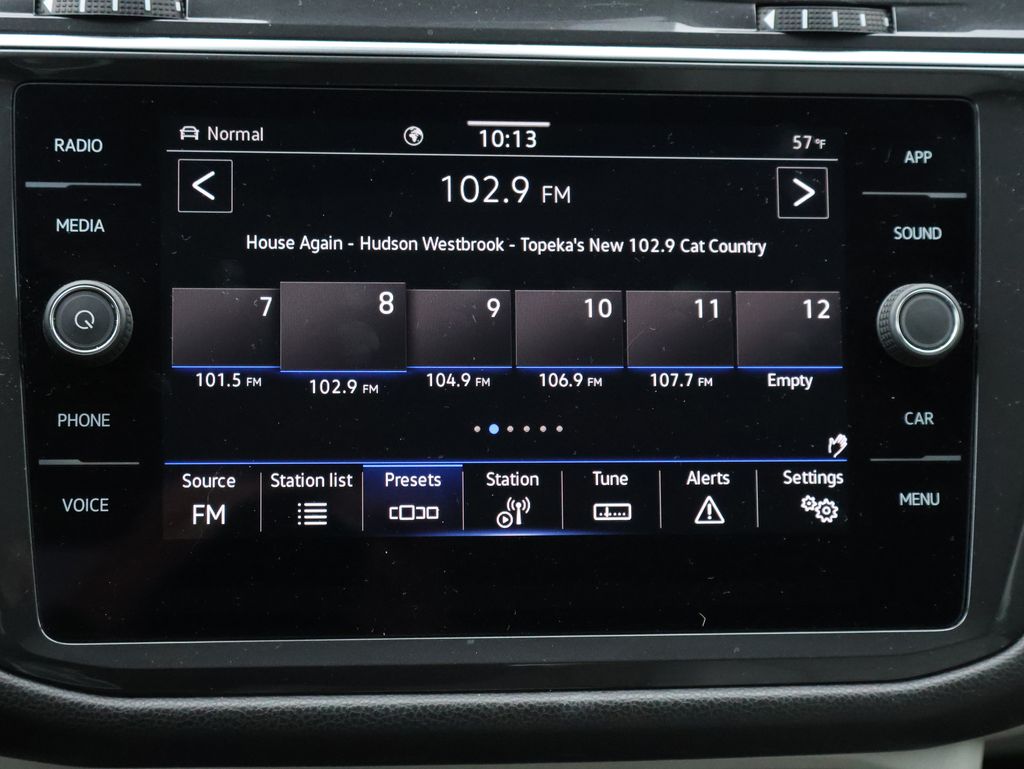 RADIO
MEDIA
PHONE
VOICE
Normal
10:13
57°F
102.9 FM
House Again - Hudson Westbrook - Topeka's New 102.9 Cat Country
7
8
9
10
11
12
101.5 FM
102.9 FM
104.9 FM
106.9 FM
107.7 FM
Empty
Source
FM
Station list
Presets
Station
Tune
Alerts
Settings
APP
SOUND
CAR
MENU